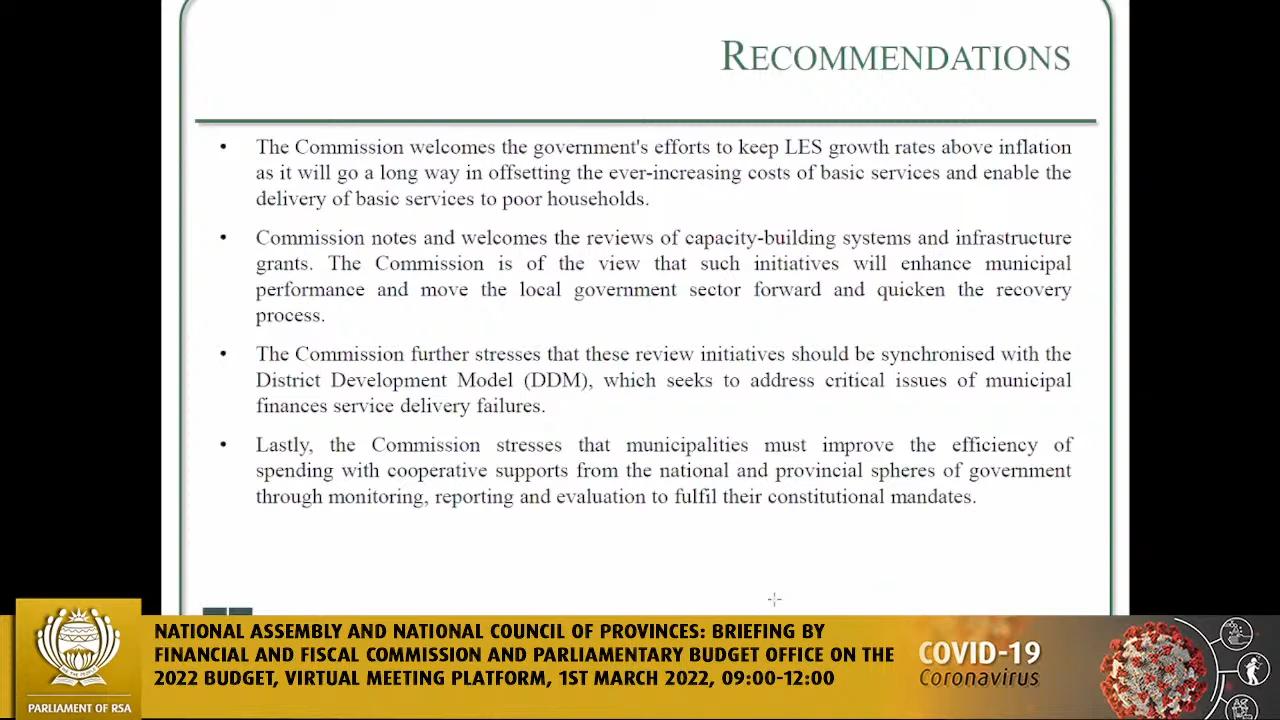 RECOMMENDATIONS
• The Commission welcomes the government's efforts to keep LES growth rates above inflation
as it will go a long way in offsetting the ever-increasing costs of basic services and enable the
delivery of basic services to poor households.
• Commission notes and welcomes the reviews of capacity-building systems and infrastructure
grants. The Commission is of the view that such initiatives will enhance municipal
performance and move the local government sector forward and quicken the recovery
process.
• The Commission further stresses that these review initiatives should be synchronised with the
District Development Model (DDM), which seeks to address critical issues of municipal
finances service delivery failures.
• Lastly, the Commission stresses that municipalities must improve the efficiency of
spending with cooperative supports from the national and provincial spheres of government
through monitoring, reporting and evaluation to fulfil their constitutional mandates.
NATIONAL ASSEMBLY AND NATIONAL COUNCIL OF PROVINCES: BRIEFING BY
FINANCIAL AND FISCAL COMMISSION AND PARLIAMENTARY BUDGET OFFICE ON THE
2022 BUDGET, VIRTUAL MEETING PLATFORM, 1ST MARCH 2022, 09:00-12:00
PARLIAMENT OF RSA
COVID-19
Coronavirus